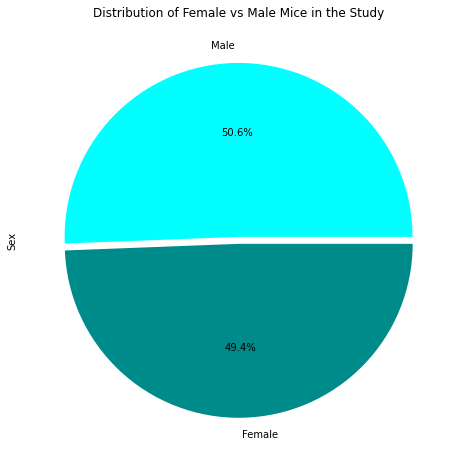 Distribution of Female vs Male Mice in the Study
Male
50.6%
Sex
49.4%
Female